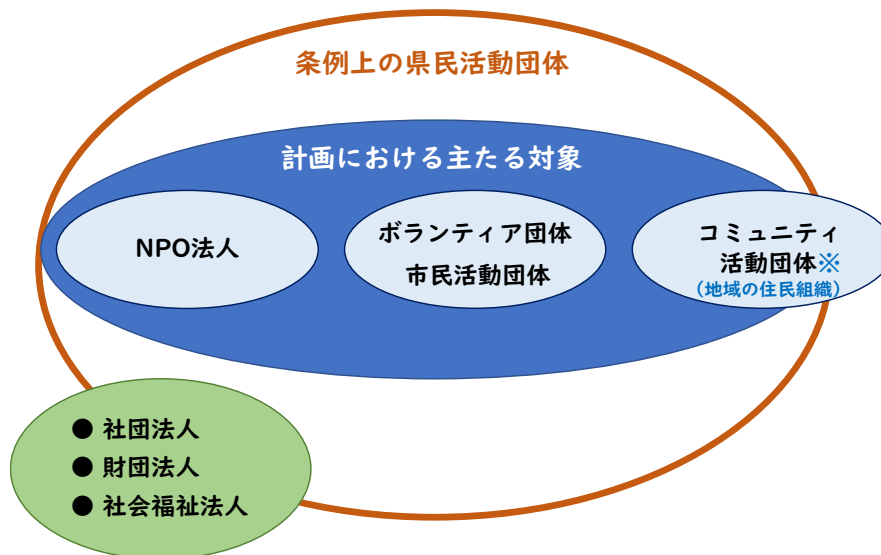 条例上の県民活動団体
計画における主たる対象
NPO法人
ボランティア団体
市民活動団体
コミュニティ
活動団体※
（地域の住民組織）
● 社団法人
● 財団法人
● 社会福祉法人